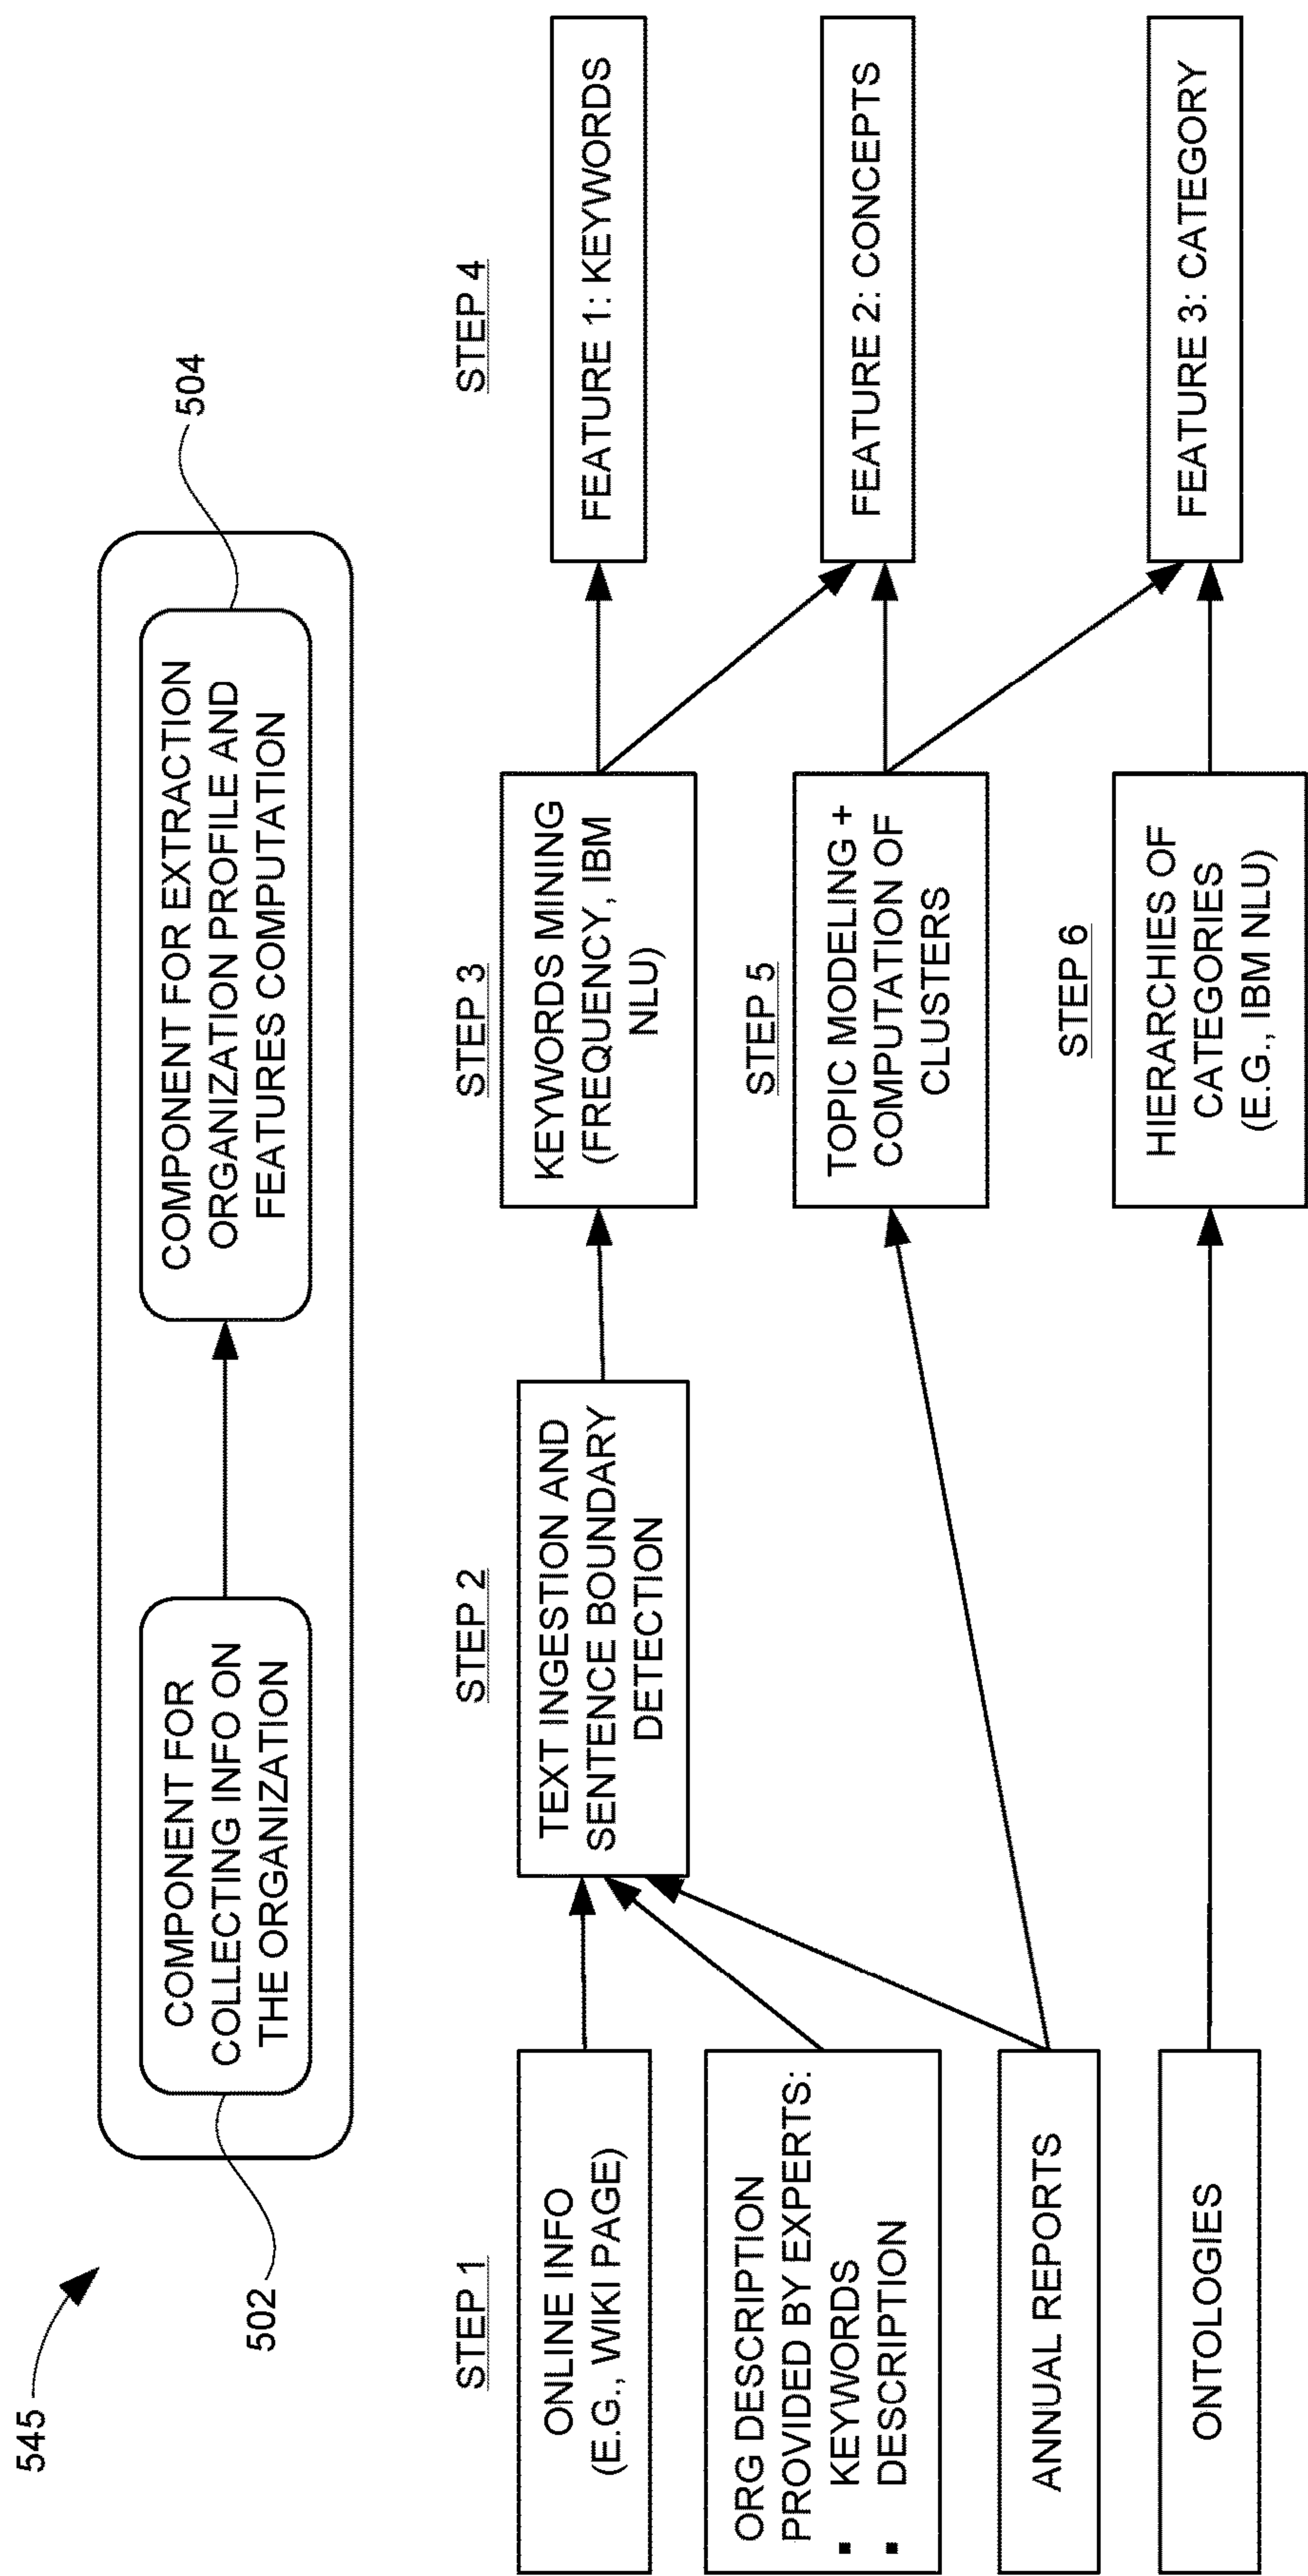 545
502
COMPONENT FOR
COLLECTING INFO ON
THE ORGANIZATION
COMPONENT FOR EXTRACTION
ORGANIZATION PROFILE AND
FEATURES COMPUTATION
504
STEP 1
ONLINE INFO
(E.G., WIKI PAGE)
ORG DESCRIPTION
PROVIDED BY EXPERTS:
▪ KEYWORDS
▪ DESCRIPTION
ANNUAL REPORTS
ONTOLOGIES
STEP 2
TEXT INGESTION AND
SENTENCE BOUNDARY
DETECTION
STEP 3
KEYWORDS MINING
(FREQUENCY, IBM
NLU)
STEP 5
TOPIC MODELING +
COMPUTATION OF
CLUSTERS
STEP 6
HIERARCHIES OF
CATEGORIES
(E.G., IBM NLU)
STEP 4
FEATURE 1: KEYWORDS
FEATURE 2: CONCEPTS
FEATURE 3: CATEGORY